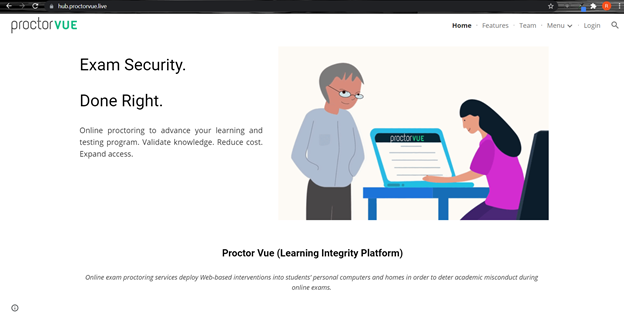 hub.proctorvue.live
R
proctorVUE
Home Features Team Menu Login
Exam Security.
Done Right.
Online proctoring to advance your learning and
testing program. Validate knowledge. Reduce cost.
Expand access.
proctorVUE
Proctor Vue (Learning Integrity Platform)
Online exam proctoring services deploy Web-based interventions into students' personal computers and homes in order to deter academic misconduct during
online exams.